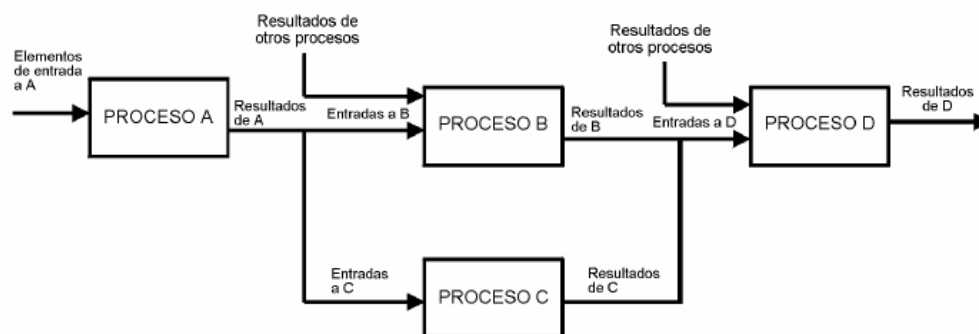 Resultados de
otros procesos
Resultados de
otros procesos
Elementos
de entrada
a A
PROCESO A
Resultados
de A
Entradas a B
PROCESO B
Resultados
de B
Entradas a D
PROCESO D
Resultados
de D
Entradas
a C
PROCESO C
Resultados
de C